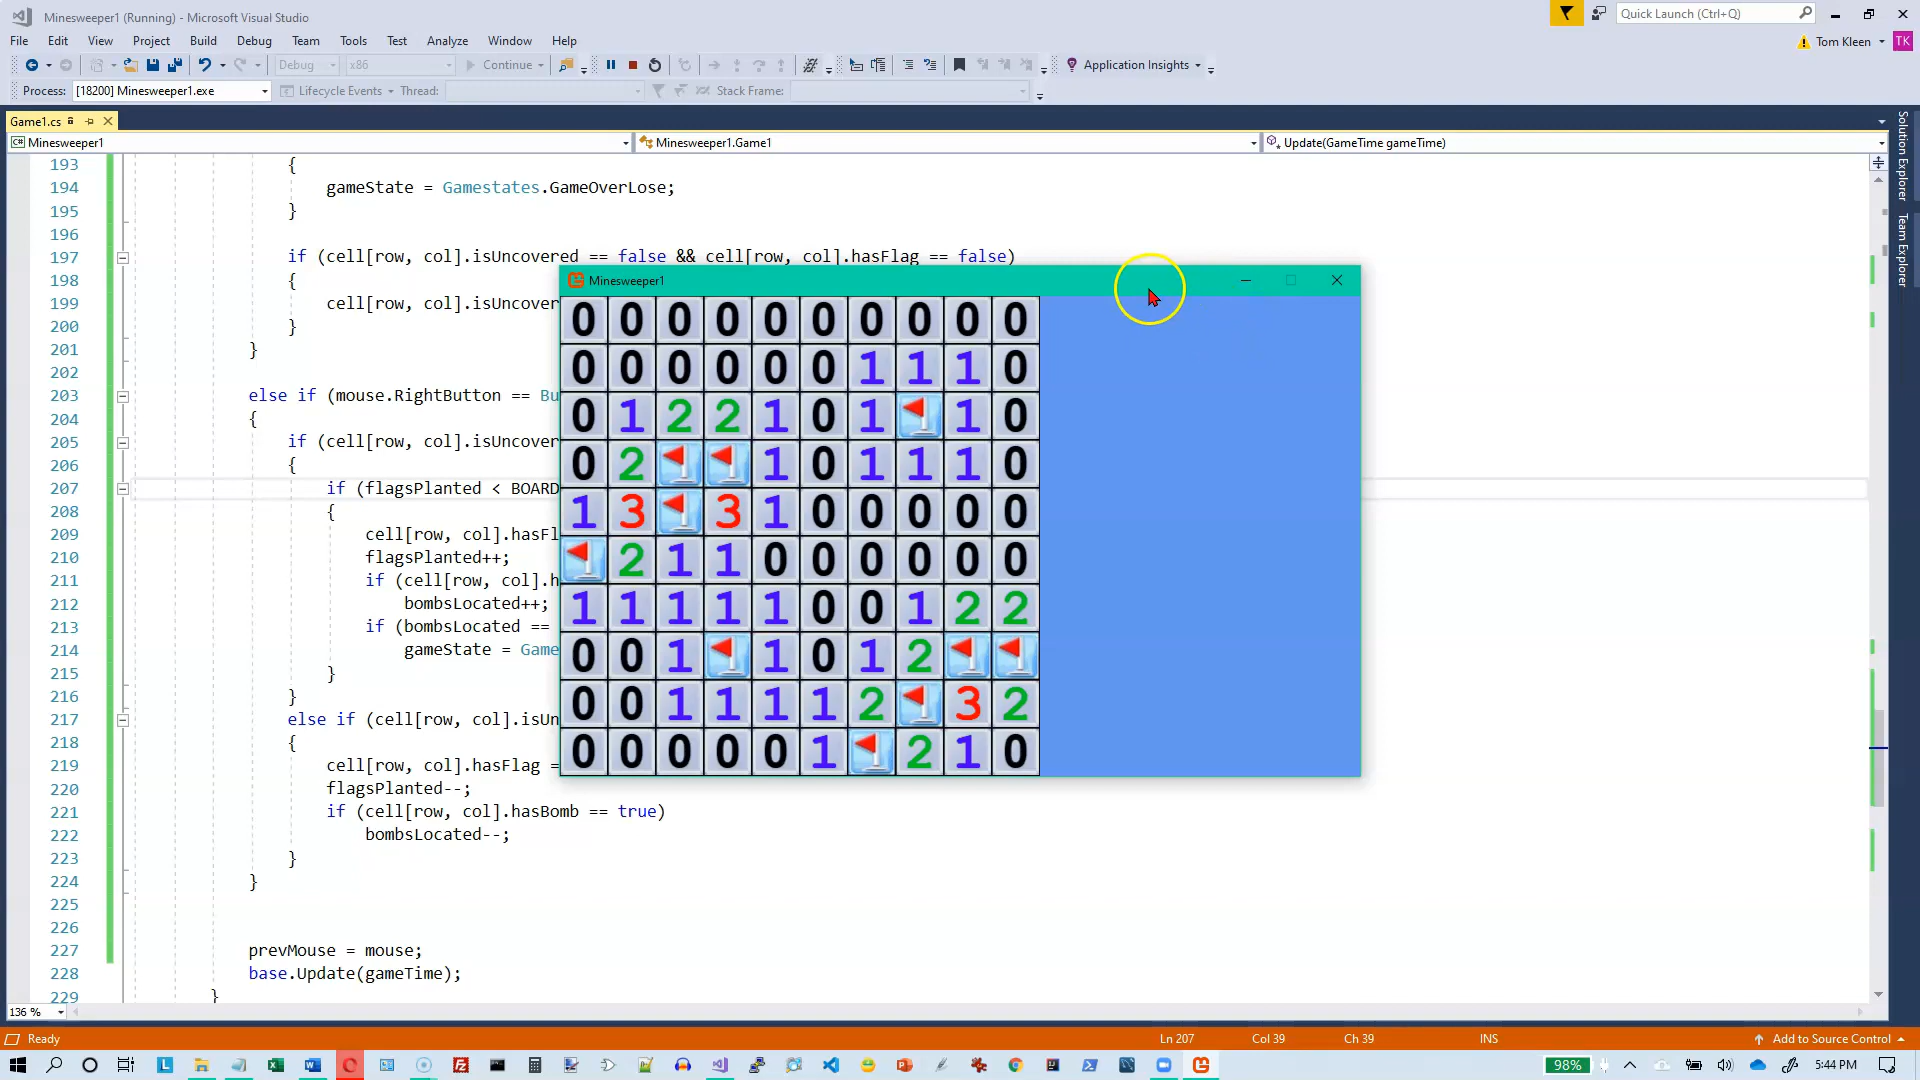 Minesweeper1 (Running) - Microsoft Visual Studio
Quick Launch (Ctrl+Q)
File Edit View Project Build Debug Team Tools Test Analyze Window Help
Tom Kleen TK
Debug x86 Continue Application Insights
Process: [18200] Minesweeper1.exe Lifecycle Events Thread: Stack Frame:
Game1.cs
C# Minesweeper1 Minesweeper1.Game1 Update(GameTime gameTime)
Solution Explorer
Team Explorer
193 {
194 gameState = Gamestates.GameOverLose;
195 }
196
197 if (cell[row, col].isUncovered == false && cell[row, col].hasFlag == false)
198 {
199 cell[row, col].isUncover
200 }
201 }
202
203 else if (mouse.RightButton == Bu
204 {
205 if (cell[row, col].isUncover
206 {
207 if (flagsPlanted < BOARD
208 {
209 cell[row, col].hasFl
210 flagsPlanted++;
211 if (cell[row, col].h
212 bombsLocated++;
213 if (bombsLocated ==
214 gameState = Game
215 }
216 }
217 else if (cell[row, col].isUn
218 {
219 cell[row, col].hasFlag =
220 flagsPlanted--;
221 if (cell[row, col].hasBomb == true)
222 bombsLocated--;
223 }
224 }
225
226
227 prevMouse = mouse;
228 base.Update(gameTime);
229 }
Minesweeper1
0 0 0 0 0 0 0 0 0 0
0 0 0 0 0 0 1 1 1 0
0 1 2 2 1 0 1 1 0
0 2 1 0 1 1 1 0
1 3 3 1 0 0 0 0 0
2 1 1 0 0 0 0 0 0
1 1 1 1 1 0 0 1 2 2
0 0 1 1 0 1 2
0 0 1 1 1 1 2 3 2
0 0 0 0 0 1 2 1 0
136 %
Ready Ln 207 Col 39 Ch 39 INS Add to Source Control
98% 5:44 PM